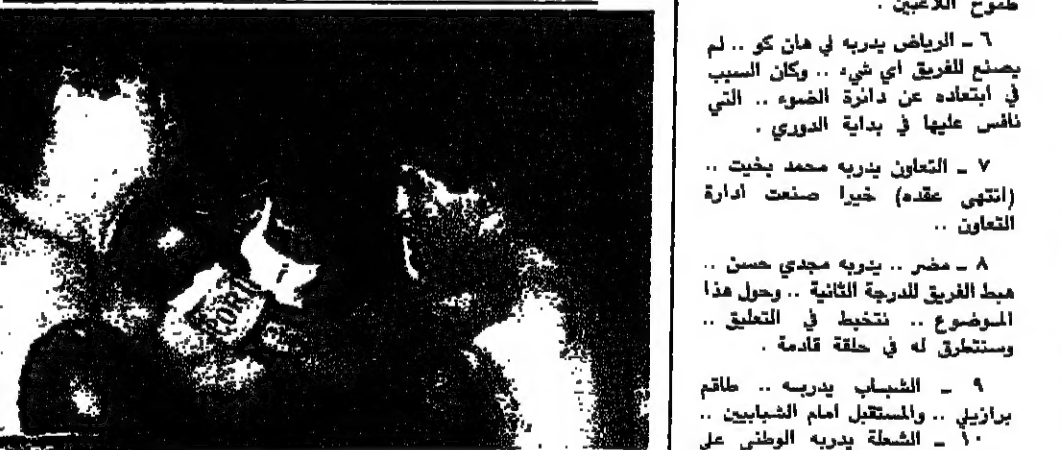 طموح اللاعبين .
٦ ـ الرياض يدربه لي هان كو .. لم
يصنع للفريق اي شيء .. وكان السبب
في ابتعاده عن دائرة الضوء .. التي
نافس عليها في بداية الدوري .
٧ ـ التعاون يدربه محمد بخيت ..
(انتهى عقده) خيرا صنعت ادارة
التعاون ..
٨ ـ مضر .. يدربه مجدي حسن ..
هبط الفريق للدرجة الثانية .. وحول هذا
الموضوع .. نتخبط في التعليق ..
وسنتطرق له في حلقة قادمة .
٩ ـ الشباب يدربه .. طاقم
برازيلي .. والمستقبل امام الشبابيين ..
١٠ ـ الشعلة يدربه الوطني علي